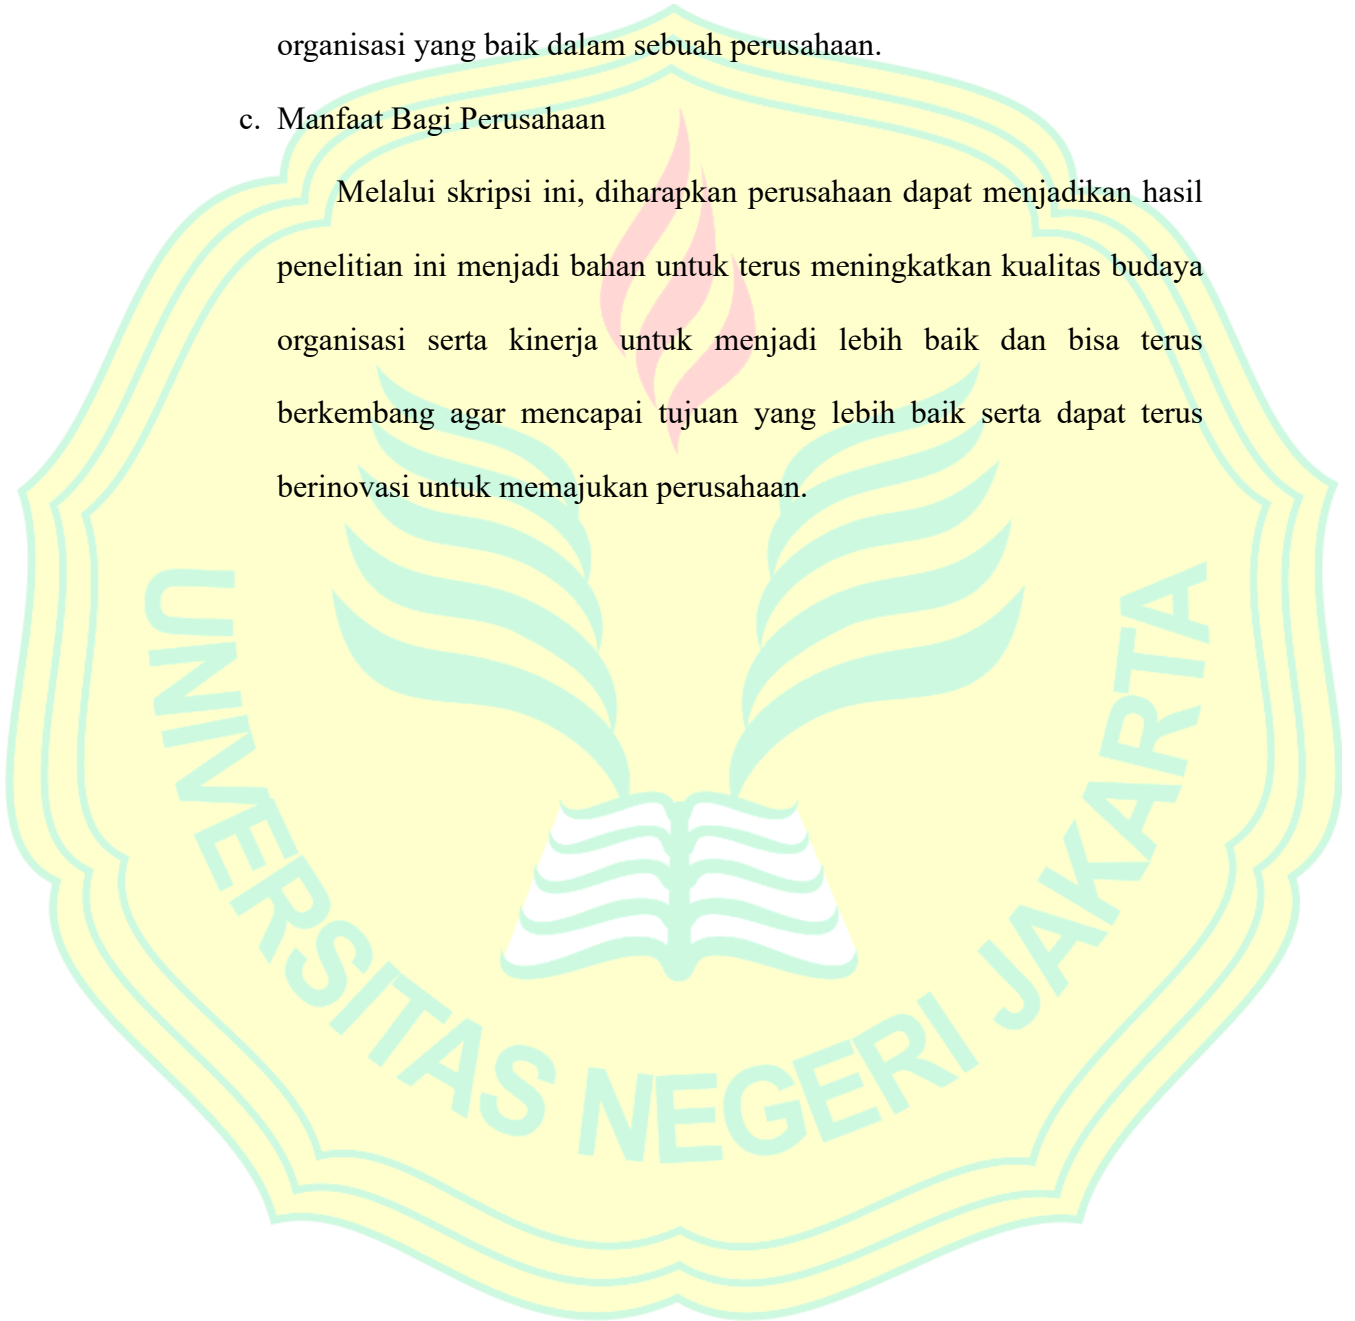 organisasi yang baik dalam sebuah perusahaan.
c. Manfaat Bagi Perusahaan
Melalui skripsi ini, diharapkan perusahaan dapat menjadikan hasil
penelitian ini menjadi bahan untuk terus meningkatkan kualitas budaya
organisasi serta kinerja untuk menjadi lebih baik dan bisa terus
berkembang agar mencapai tujuan yang lebih baik serta dapat terus
berinovasi untuk memajukan perusahaan.
UNIVERSITAS NEGERI JAKARTA